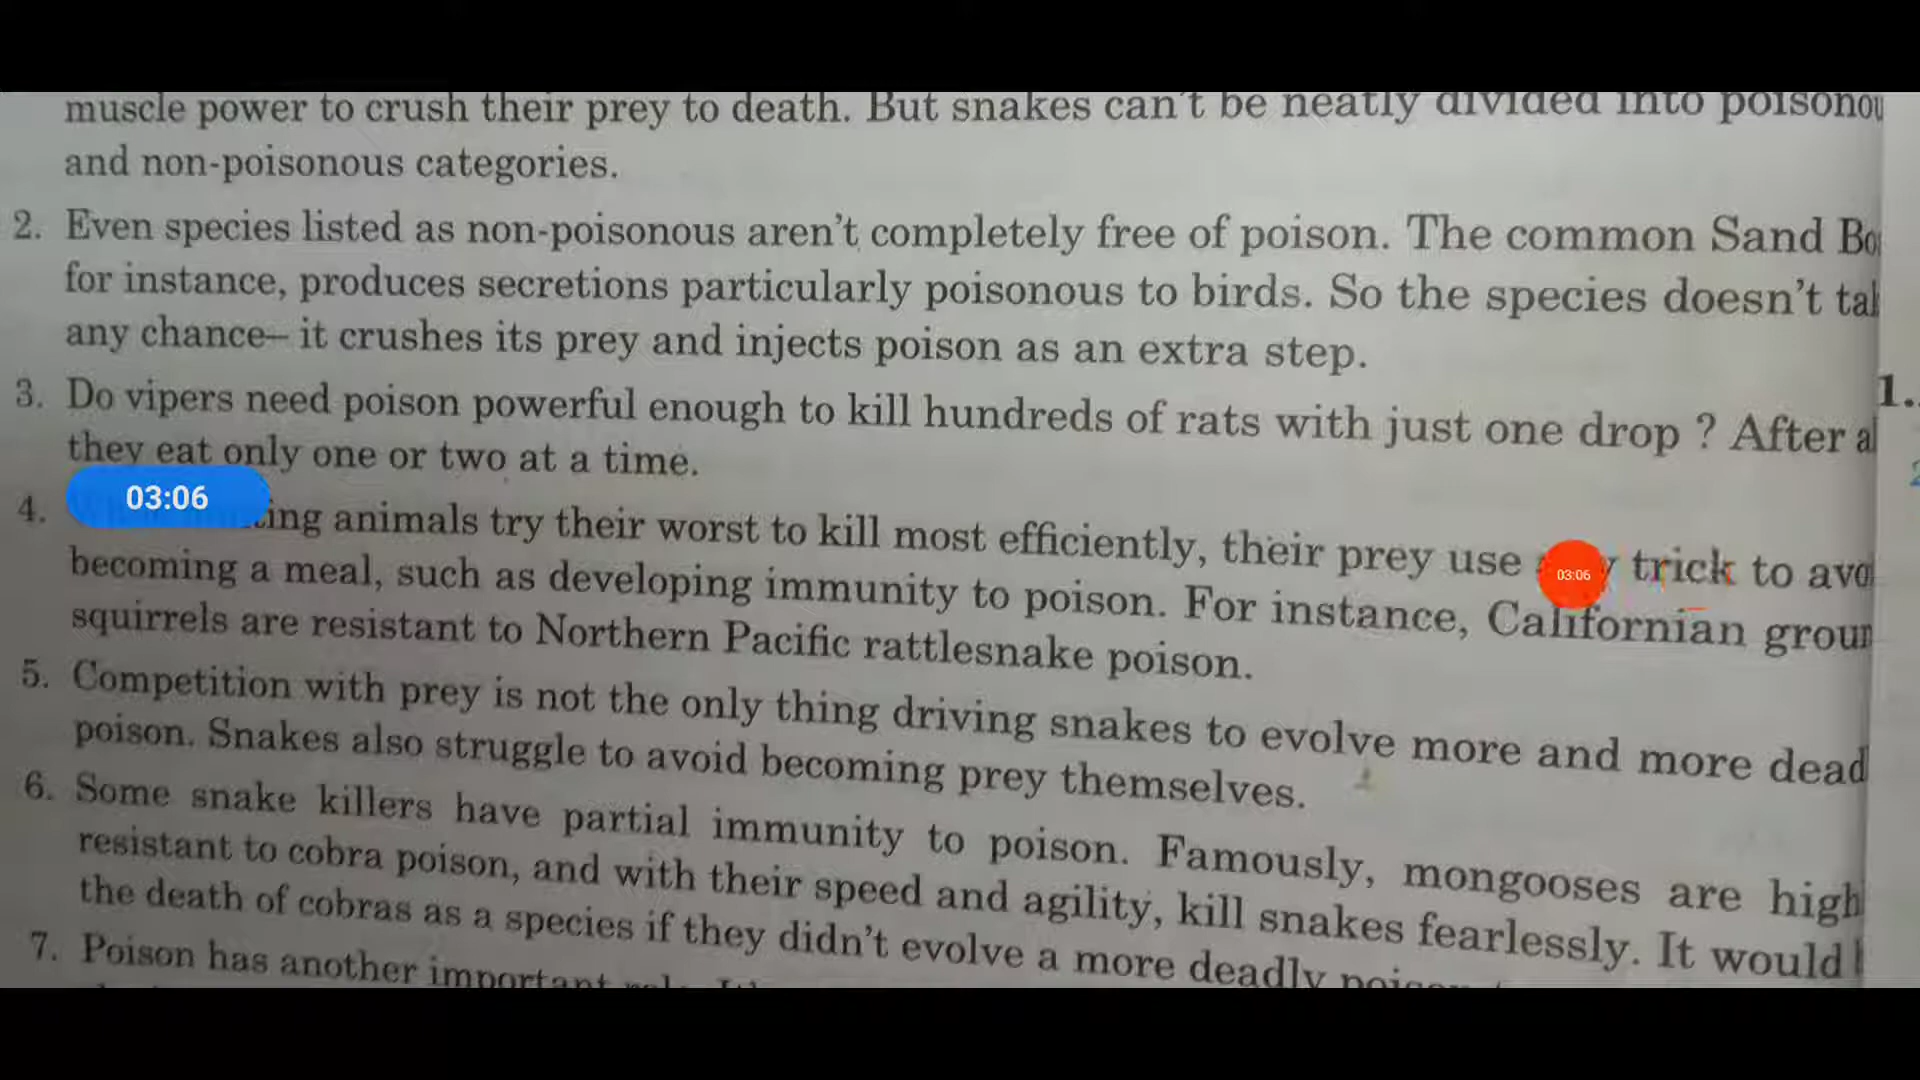 muscle power to crush their prey to death. But snakes can't be neatly divided into
and non-poisonous categories.
2. Even species listed as non-poisonous aren't completely free of poison. The common Sand
for instance, produces secretions particularly poisonous to birds. So the species doesn't
any chance– it crushes its prey and injects poison as an extra step.
1.
3. Do vipers need poison powerful enough to kill hundreds of rats with just one drop ? After
they eat only one or two at a time.
03:06
4. animals try their worst to kill most efficiently, their prey use trick to
03:06
becoming a meal, such as developing immunity to poison. For instance, Californian
squirrels are resistant to Northern Pacific rattlesnake poison.
5. Competition with prey is not the only thing driving snakes to evolve more and more
poison. Snakes also struggle to avoid becoming prey themselves.
6. Some snake killers have partial immunity to poison. Famously, mongooses are
resistant to cobra poison, and with their speed and agility, kill snakes fearlessly. It would
the death of cobras as a species if they didn't evolve a more deadly
7. Poison has another important